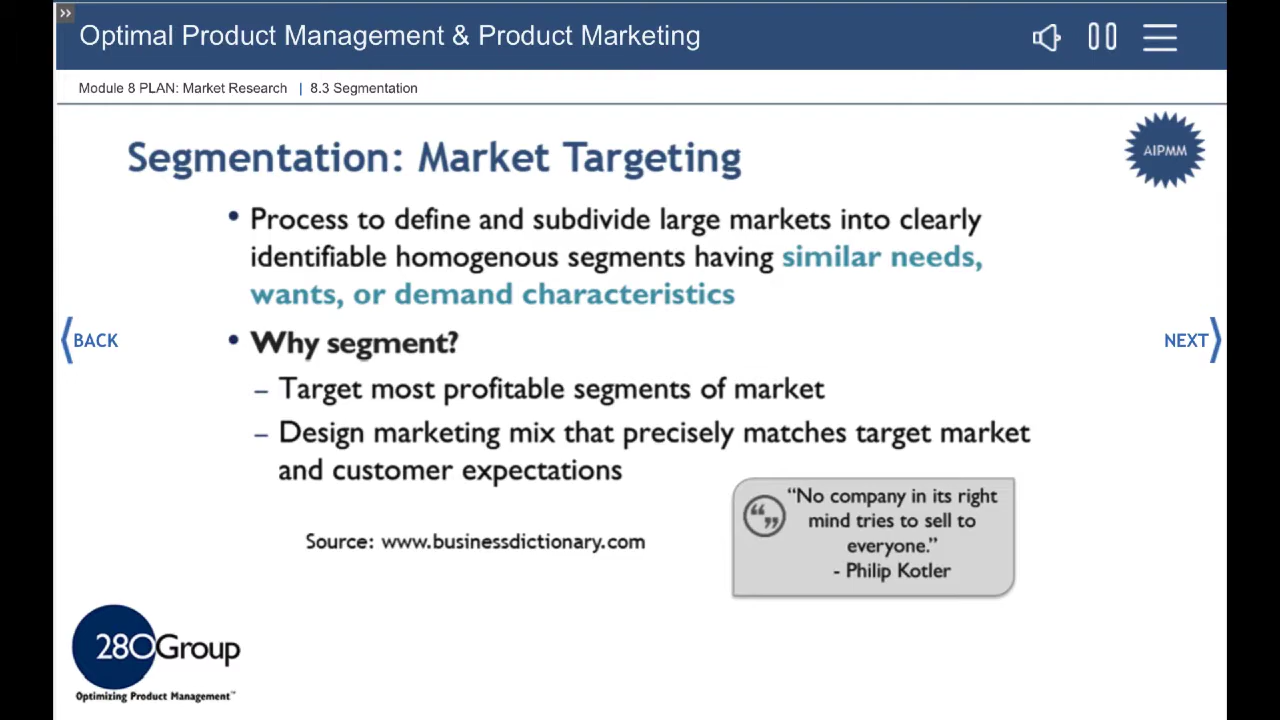 >>
Optimal Product Management & Product Marketing
Module 8 PLAN: Market Research | 8.3 Segmentation
Segmentation: Market Targeting
AIPMM
• Process to define and subdivide large markets into clearly
identifiable homogenous segments having similar needs,
wants, or demand characteristics
BACK
NEXT
• Why segment?
– Target most profitable segments of market
– Design marketing mix that precisely matches target market
and customer expectations
“No company in its right
mind tries to sell to
everyone.”
- Philip Kotler
Source: www.businessdictionary.com
280Group
Optimizing Product Management™